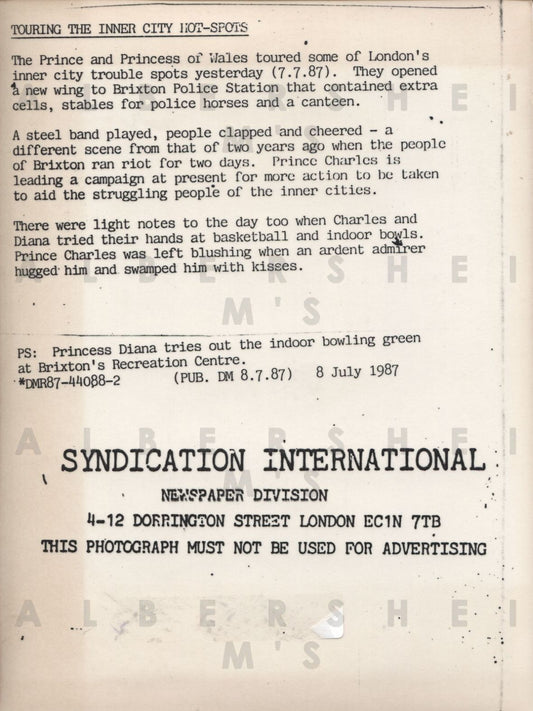 TOURING THE INNER CITY HOT-SPOTS
The Prince and Princess of Wales toured some of London's
inner city trouble spots yesterday (7.7.87). They opened
a new wing to Brixton Police Station that contained extra
cells, stables for police horses and a canteen.
A steel band played, people clapped and cheered - a
different scene from that of two years ago when the people
of Brixton ran riot for two days. Prince Charles is
leading a campaign at present for more action to be taken
to aid the struggling people of the inner cities.
There were light notes to the day too when Charles and
Diana tried their hands at basketball and indoor bowls.
Prince Charles was left blushing when an ardent admirer
hugged him and swamped him with kisses.
PS: Princess Diana tries out the indoor bowling green
at Brixton's Recreation Centre.
*DMR87-44088-2 (PUB. DM 8.7.87) 8 July 1987
SYNDICATION INTERNATIONAL
NEWSPAPER DIVISION
4-12 DORRINGTON STREET LONDON EC1N 7TB
THIS PHOTOGRAPH MUST NOT BE USED FOR ADVERTISING
ALBERSHEI
M'S
ALBERSHEI
M'S
ALBERSHEI
M'S
ALBERSHEI
M'S